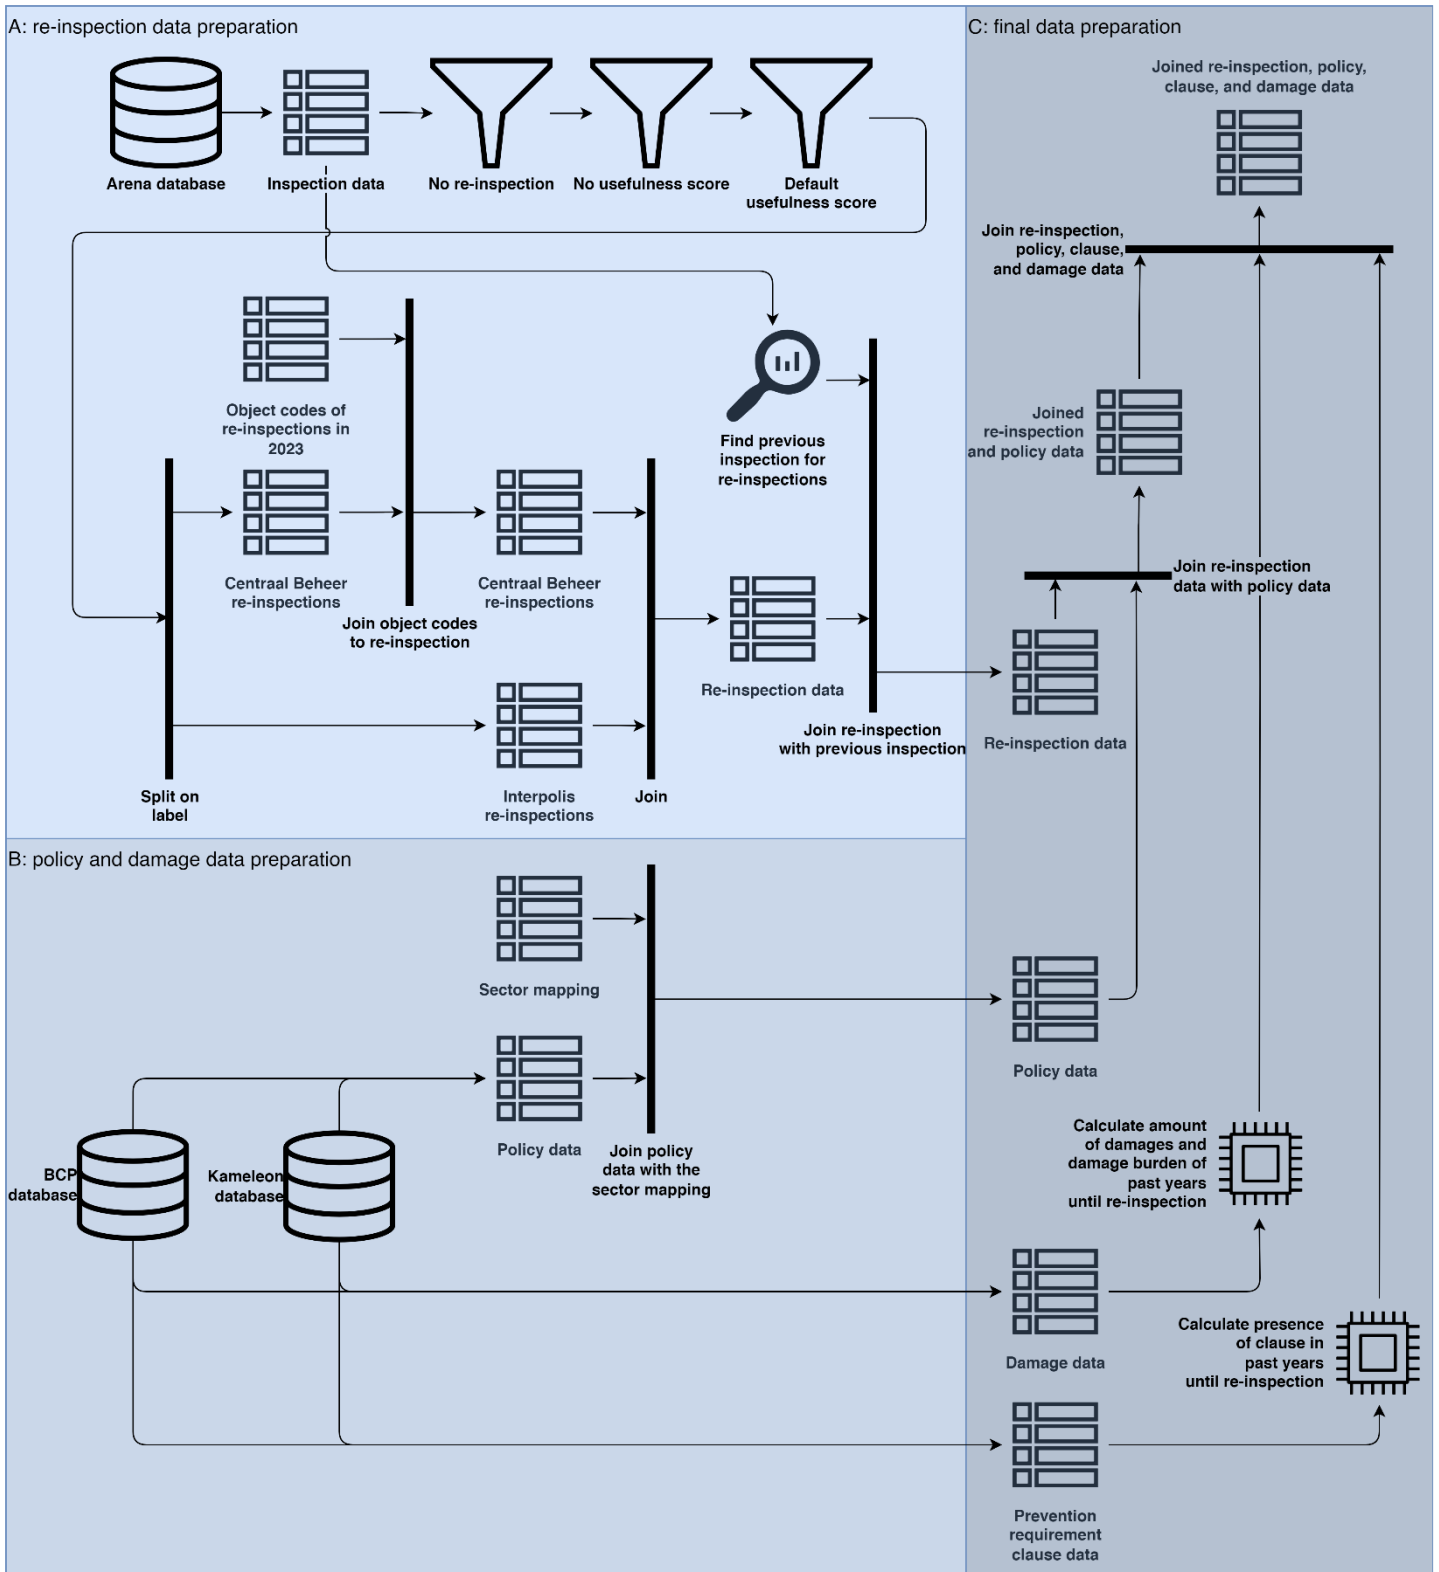 A: re-inspection data preparation
Arena database
Inspection data
No re-inspection
No usefulness score
Default
usefulness score
Object codes of
re-inspections in
2023
Centraal Beheer
re-inspections
Join object codes
to re-inspection
Centraal Beheer
re-inspections
Find previous
inspection for
re-inspections
Re-inspection data
Join re-inspection
with previous inspection
Split on
label
Interpolis
re-inspections
Join
B: policy and damage data preparation
Sector mapping
Policy data
Join policy
data with the
sector mapping
BCP
database
Kameleon
database
C: final data preparation
Joined re-inspection, policy,
clause, and damage data
Join re-inspection,
policy, clause,
and damage data
Joined
re-inspection
and policy data
Join re-inspection
data with policy data
Re-inspection data
Policy data
Calculate amount
of damages and
damage burden of
past years
until re-inspection
Damage data
Calculate presence
of clause in
past years
until re-inspection
Prevention
requirement
clause data